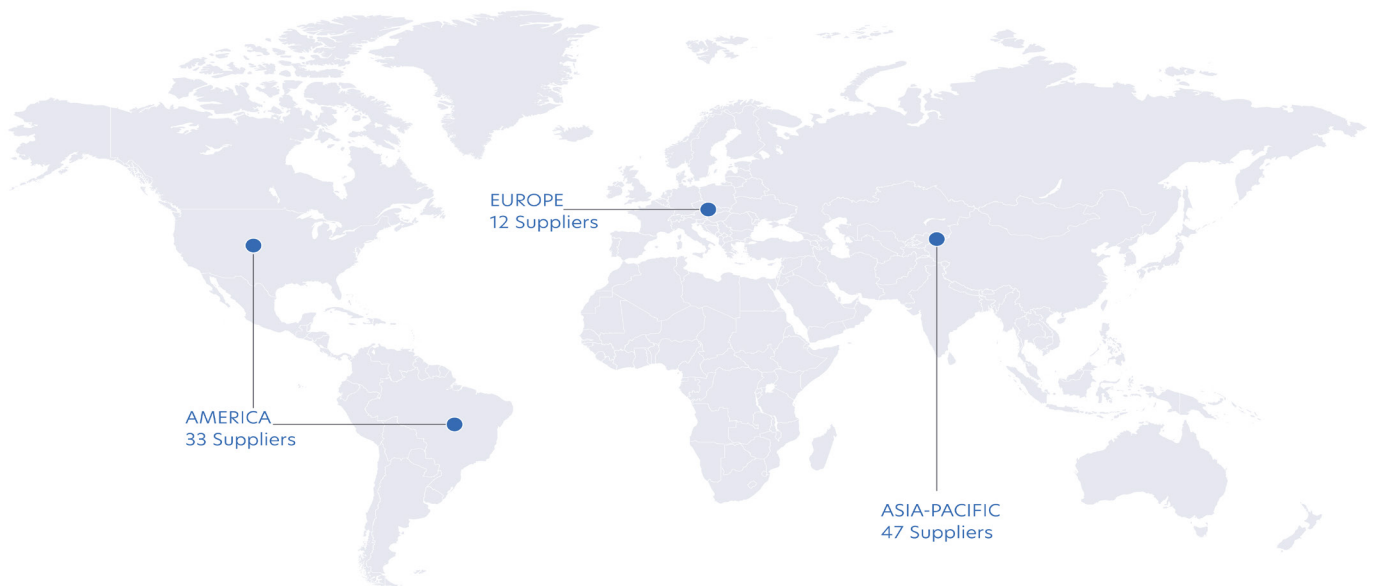 EUROPE
12 Suppliers
AMERICA
33 Suppliers
ASIA-PACIFIC
47 Suppliers